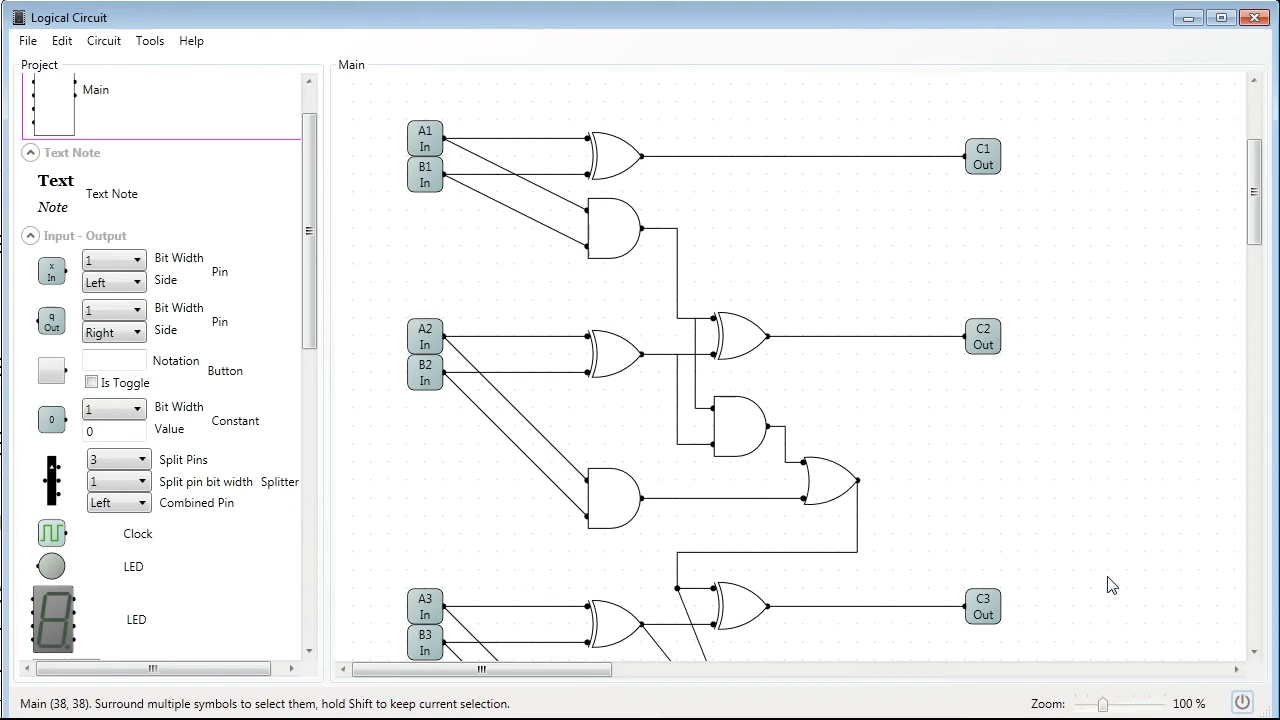 Logical Circuit
File Edit Circuit Tools Help
Project
Main
Text Note
Text
Note
Text Note
Input - Output
x
In
1
Bit Width
Left
Side
Pin
q
Out
1
Bit Width
Right
Side
Pin
Notation
Is Toggle
Button
0
1
Bit Width
0
Value
Constant
3
Split Pins
1
Split pin bit width
Splitter
Left
Combined Pin
Clock
LED
LED
Main
A1
In
B1
In
C1
Out
A2
In
B2
In
C2
Out
A3
In
B3
In
C3
Out
Main (38, 38). Surround multiple symbols to select them, hold Shift to keep current selection.
Zoom: 100 %